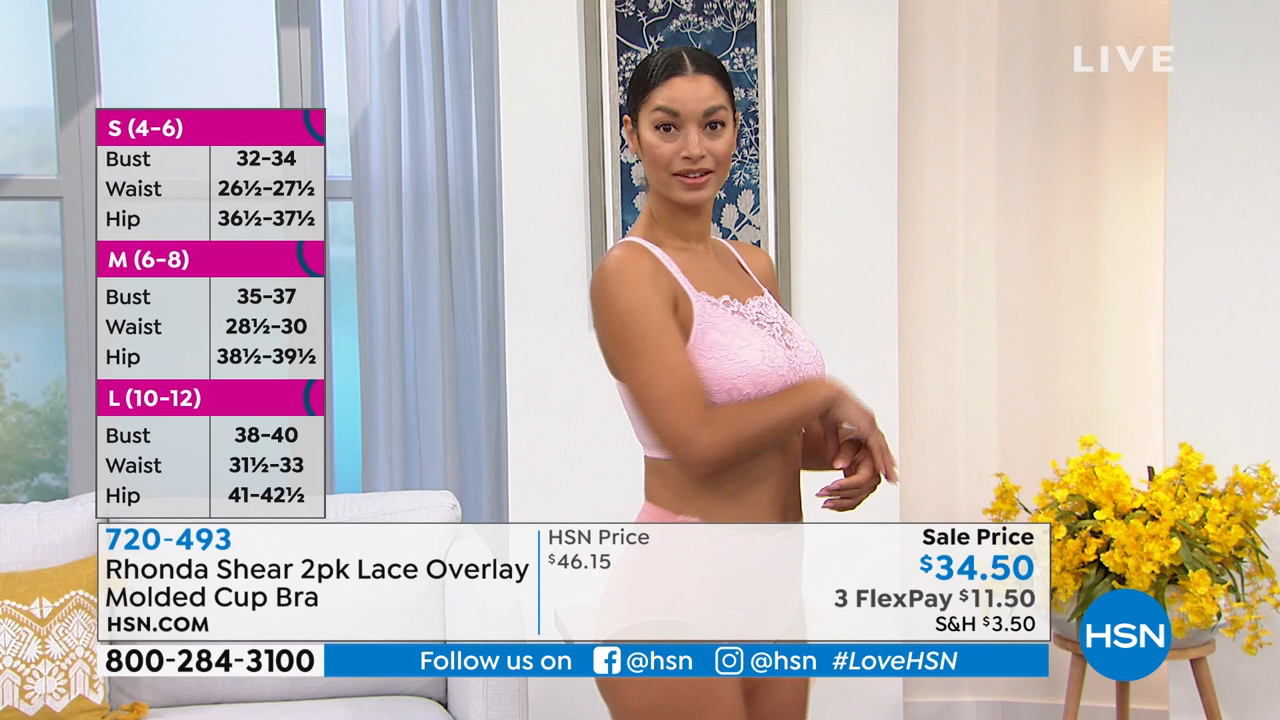 LIVE
S (4-6)
Bust 32-34
Waist 26½-27½
Hip 36½-37½
M (6-8)
Bust 35-37
Waist 28½-30
Hip 38½-39½
L (10-12)
Bust 38-40
Waist 31½-33
Hip 41-42½
720-493
Rhonda Shear 2pk Lace Overlay
Molded Cup Bra
HSN.COM
HSN Price
$46.15
Sale Price
$34.50
3 FlexPay $11.50
S&H $3.50
HSN
800-284-3100
Follow us on @hsn @hsn #LoveHSN